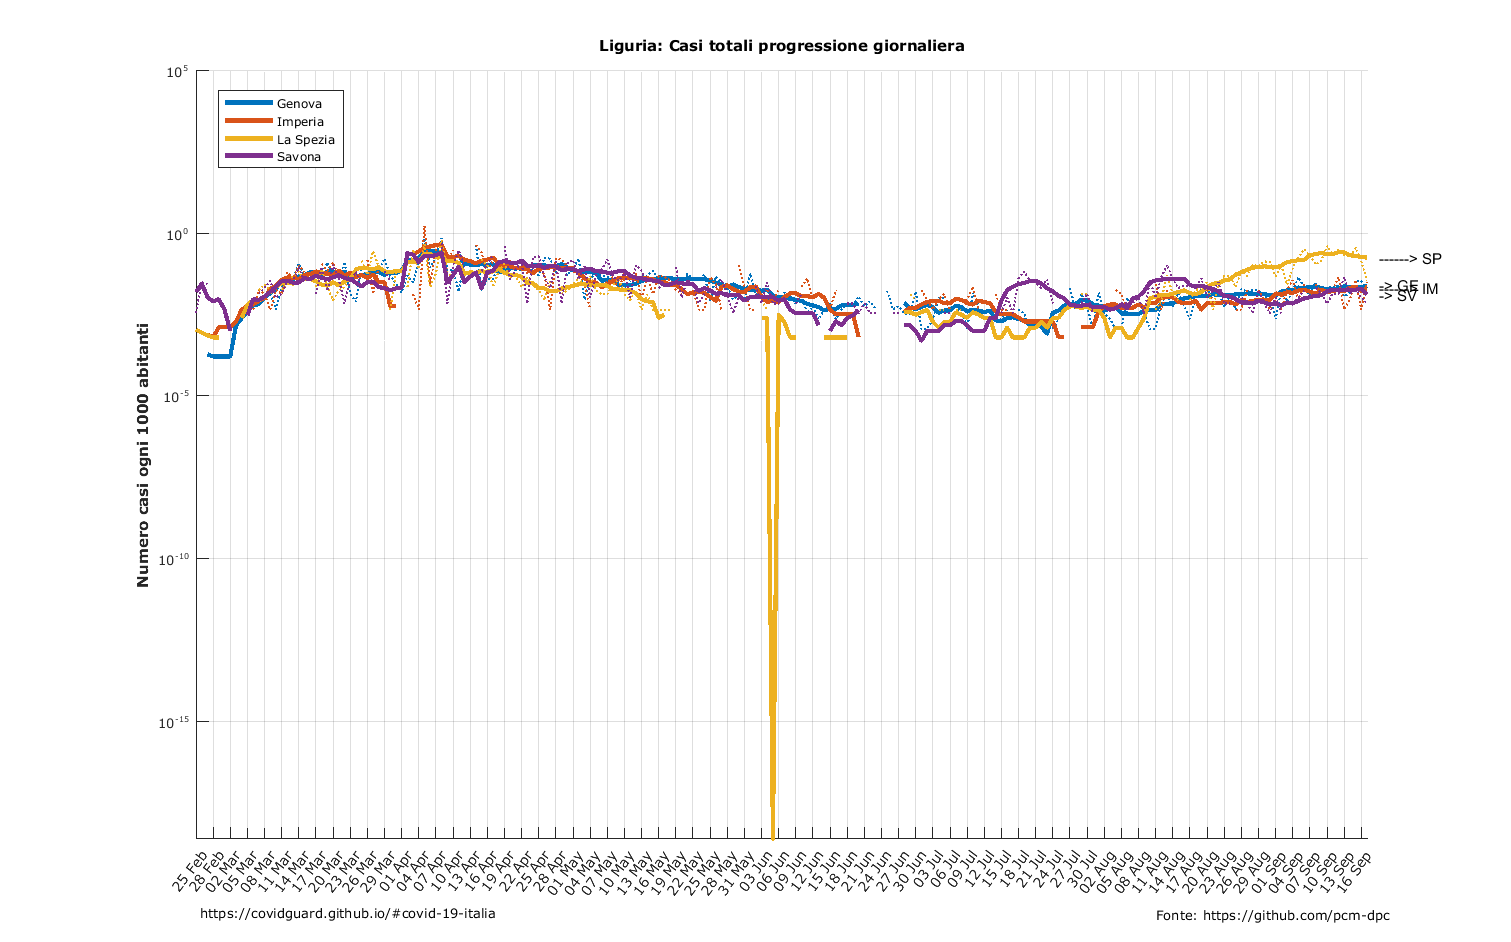 Liguria: Casi totali progressione giornaliera
Numero casi ogni 1000 abitanti
10^5
10^0
10^-5
10^-10
10^-15
Genova
Imperia
La Spezia
Savona
------> SP
-> GE
------> IM
-> SV
25 Feb
28 Feb
02 Mar
05 Mar
08 Mar
11 Mar
14 Mar
17 Mar
20 Mar
23 Mar
26 Mar
29 Mar
01 Apr
04 Apr
07 Apr
10 Apr
13 Apr
16 Apr
19 Apr
22 Apr
25 Apr
28 Apr
01 May
04 May
07 May
10 May
13 May
16 May
19 May
22 May
25 May
28 May
31 May
03 Jun
06 Jun
09 Jun
12 Jun
15 Jun
18 Jun
21 Jun
24 Jun
27 Jun
30 Jun
03 Jul
06 Jul
09 Jul
12 Jul
15 Jul
18 Jul
21 Jul
24 Jul
27 Jul
30 Jul
02 Aug
05 Aug
08 Aug
11 Aug
14 Aug
17 Aug
20 Aug
23 Aug
26 Aug
29 Aug
01 Sep
04 Sep
07 Sep
10 Sep
13 Sep
16 Sep
https://covidguard.github.io/#covid-19-italia
Fonte: https://github.com/pcm-dpc